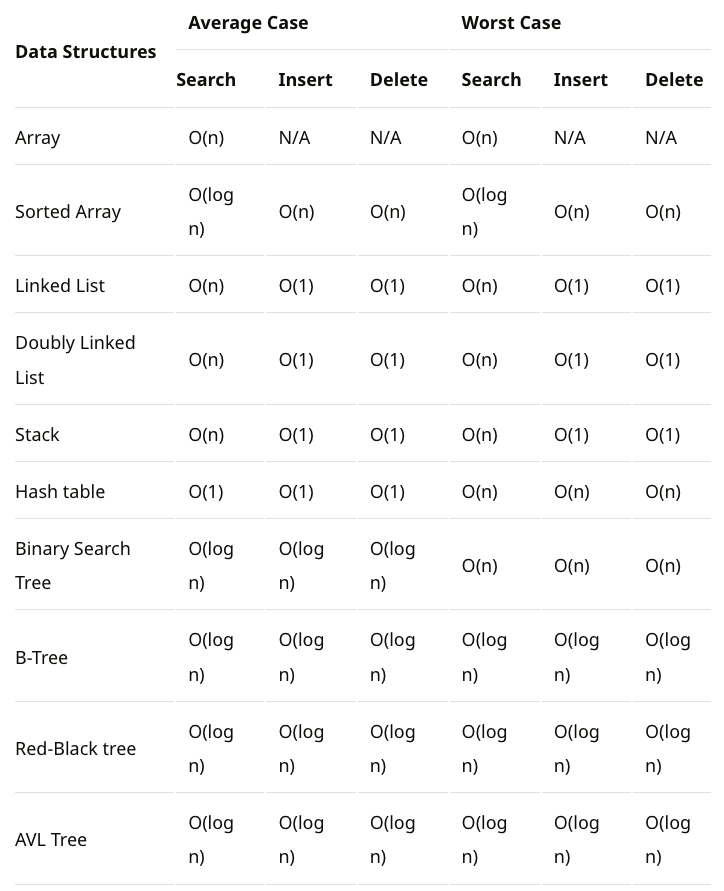 Average Case Worst Case
Data Structures
Search Insert Delete Search Insert Delete
Array O(n) N/A N/A O(n) N/A N/A
Sorted Array O(log n) O(n) O(n) O(log n) O(n) O(n)
Linked List O(n) O(1) O(1) O(n) O(1) O(1)
Doubly Linked List O(n) O(1) O(1) O(n) O(1) O(1)
Stack O(n) O(1) O(1) O(n) O(1) O(1)
Hash table O(1) O(1) O(1) O(n) O(n) O(n)
Binary Search Tree O(log n) O(log n) O(log n) O(n) O(n) O(n)
B-Tree O(log n) O(log n) O(log n) O(log n) O(log n) O(log n)
Red-Black tree O(log n) O(log n) O(log n) O(log n) O(log n) O(log n)
AVL Tree O(log n) O(log n) O(log n) O(log n) O(log n) O(log n)